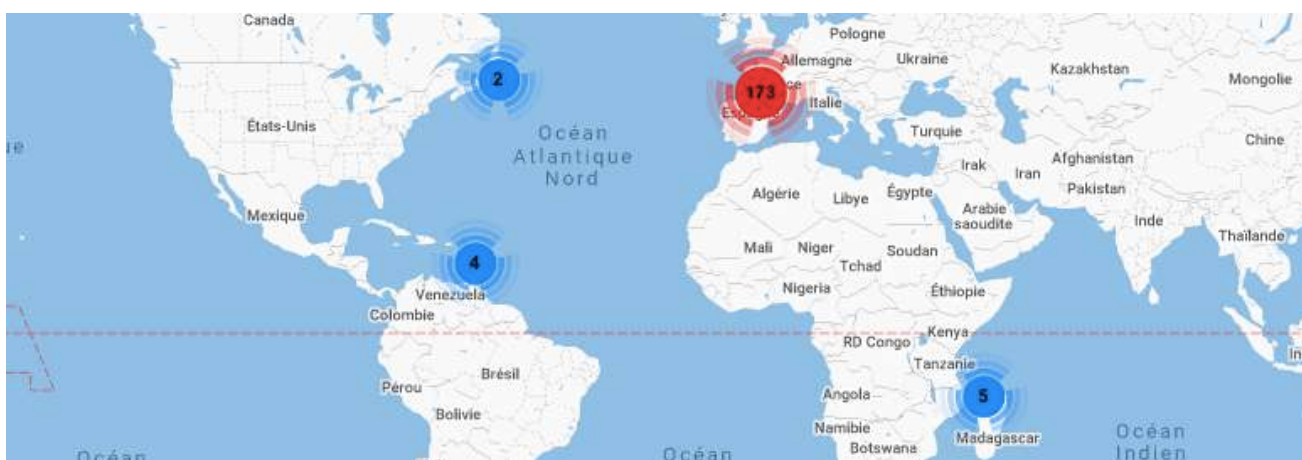 Canada
Pologne
Allemagne
Ukraine
Kazakhstan
Mongolie
2
173
ce
Italie
Espagne
États-Unis
Océan
Atlantique
Nord
Turquie
Chine
Irak
Iran
Afghanistan
Pakistan
Algérie
Libye
Égypte
Arabie
saoudite
Inde
Mexique
Thaïlande
Mali
Niger
Soudan
Tchad
4
Venezuela
Nigeria
Éthiopie
Colombie
Kenya
RD Congo
Tanzanie
Brésil
Pérou
Angola
5
Bolivie
Namibie
Botswana
Madagascar
Océan
Indien
Océan
Océan